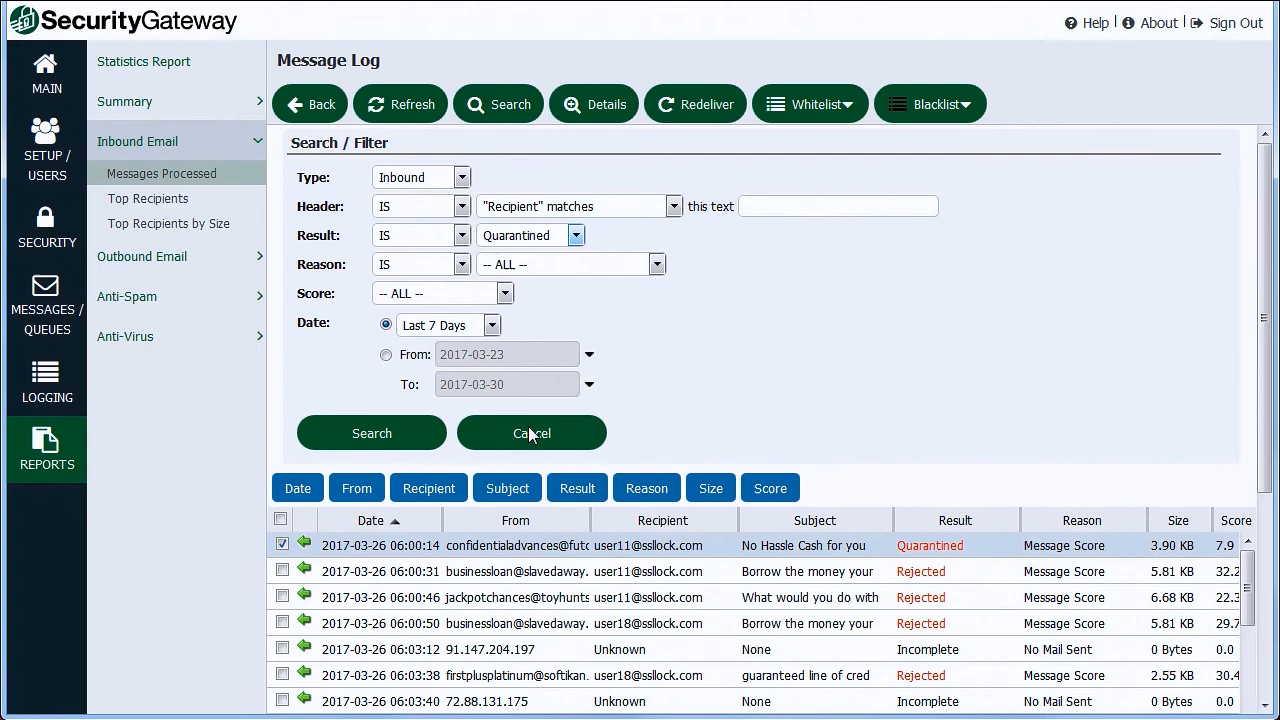 SecurityGateway
Help | About | Sign Out
MAIN
SETUP /
USERS
SECURITY
MESSAGES /
QUEUES
LOGGING
REPORTS
Statistics Report
Summary
Inbound Email
Messages Processed
Top Recipients
Top Recipients by Size
Outbound Email
Anti-Spam
Anti-Virus
Message Log
Back Refresh Search Details Redeliver Whitelist Blacklist
Search / Filter
Type: Inbound
Header: IS "Recipient" matches this text
Result: IS Quarantined
Reason: IS -- ALL --
Score: -- ALL --
Date: Last 7 Days
From: 2017-03-23
To: 2017-03-30
Search Cancel
Date From Recipient Subject Result Reason Size Score
Date From Recipient Subject Result Reason Size Score
2017-03-26 06:00:14 confidentialadvances@futc user11@ssllock.com No Hassle Cash for you Quarantined Message Score 3.90 KB 7.9
2017-03-26 06:00:31 businessloan@slavedaway. user11@ssllock.com Borrow the money your Rejected Message Score 5.81 KB 32.2
2017-03-26 06:00:46 jackpotchances@toyhunts user11@ssllock.com What would you do with Rejected Message Score 6.68 KB 22.3
2017-03-26 06:00:50 businessloan@slavedaway. user18@ssllock.com Borrow the money your Rejected Message Score 5.81 KB 29.7
2017-03-26 06:03:12 91.147.204.197 Unknown None Incomplete No Mail Sent 0 Bytes 0.0
2017-03-26 06:03:38 firstplusplatinum@softikan. user18@ssllock.com guaranteed line of cred Rejected Message Score 2.55 KB 30.4
2017-03-26 06:03:40 72.88.131.175 Unknown None Incomplete No Mail Sent 0 Bytes 0.0